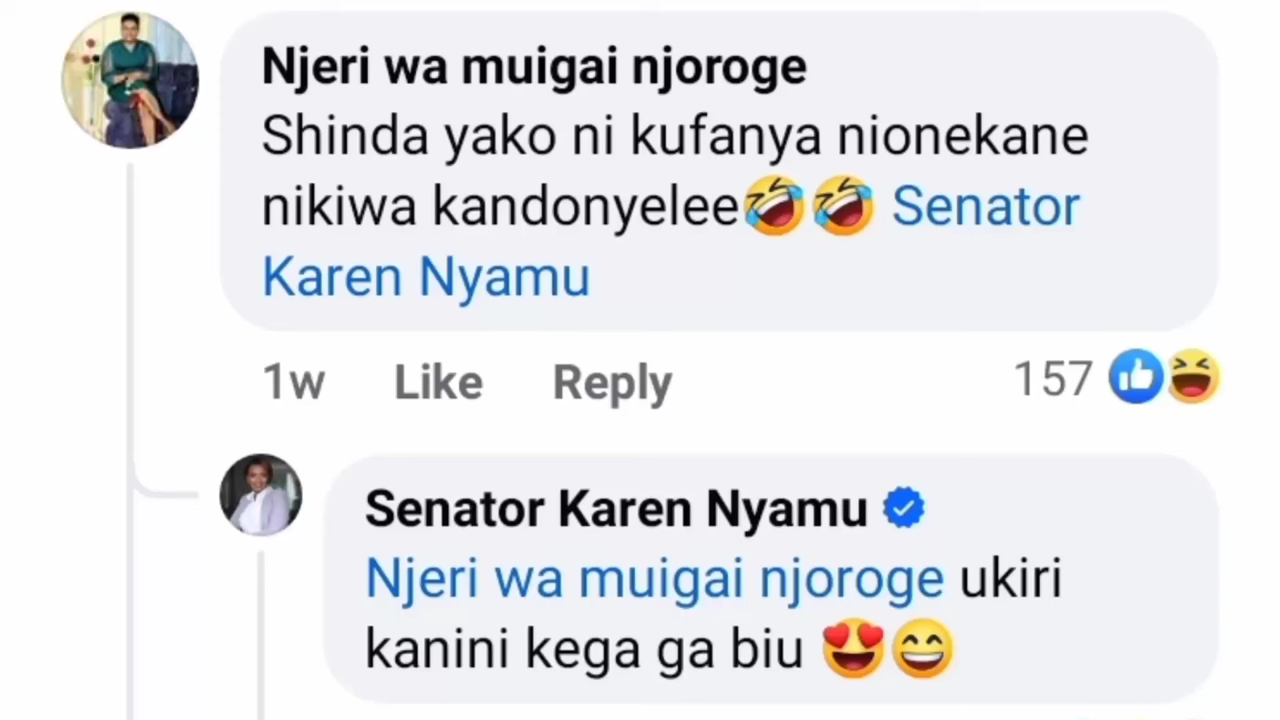 Njeri wa muigai njoroge
Shinda yako ni kufanya nionekane
nikiwa kandonyelee🤣🤣 Senator
Karen Nyamu
1w Like Reply 157
Senator Karen Nyamu
Njeri wa muigai njoroge ukiri
kanini kega ga biu 😍😄